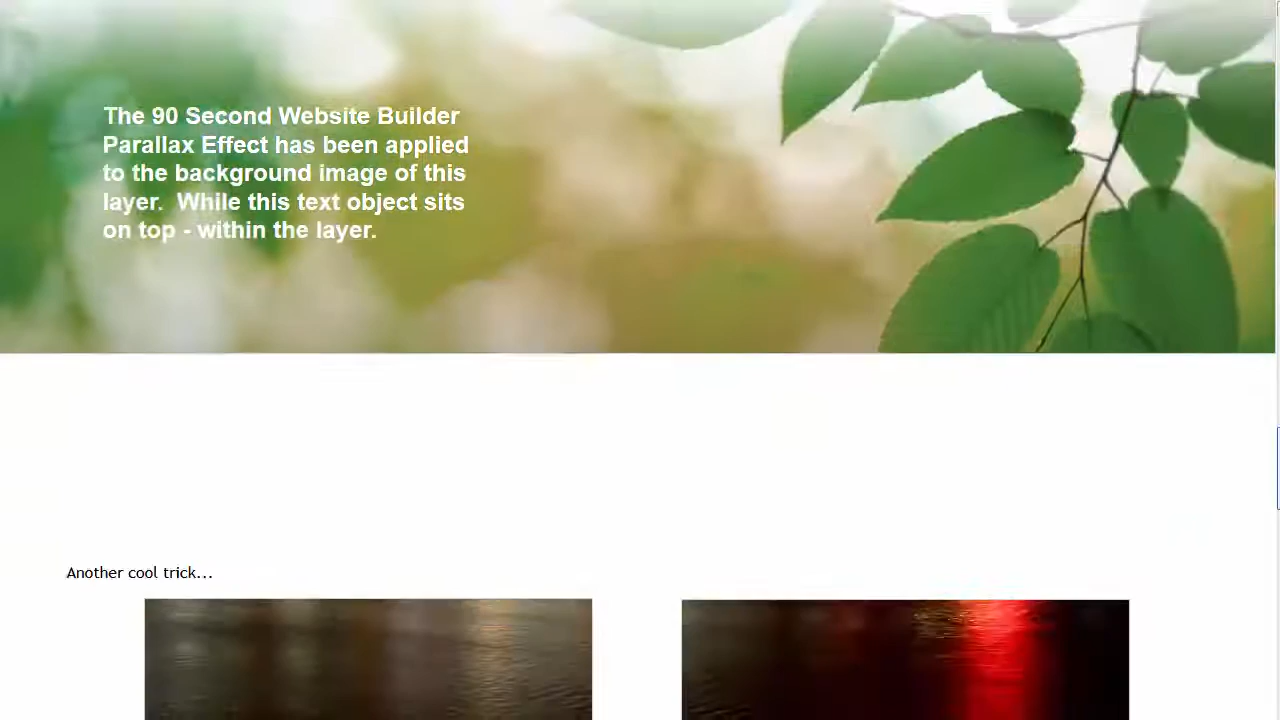 The 90 Second Website Builder
Parallax Effect has been applied
to the background image of this
layer.  While this text object sits
on top - within the layer.
Another cool trick...